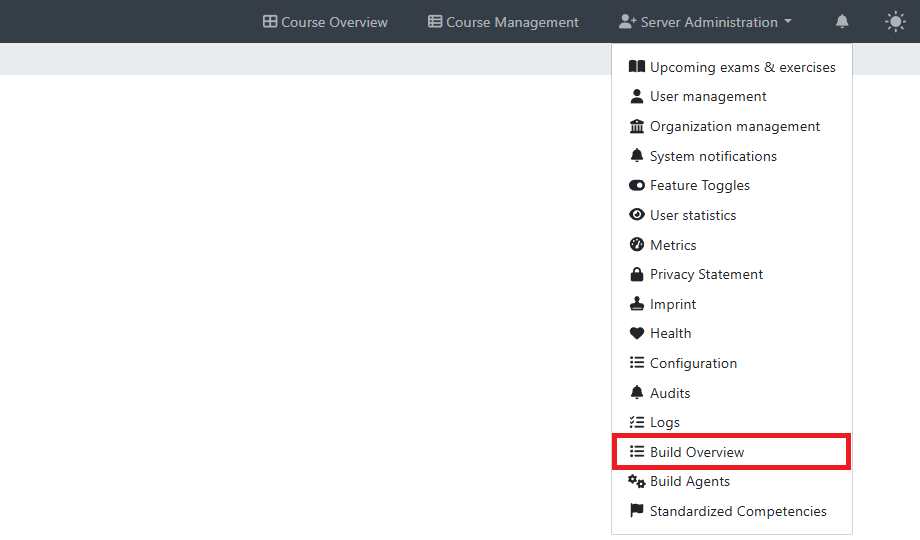 Course Overview Course Management Server Administration
Upcoming exams & exercises
User management
Organization management
System notifications
Feature Toggles
User statistics
Metrics
Privacy Statement
Imprint
Health
Configuration
Audits
Logs
Build Overview
Build Agents
Standardized Competencies